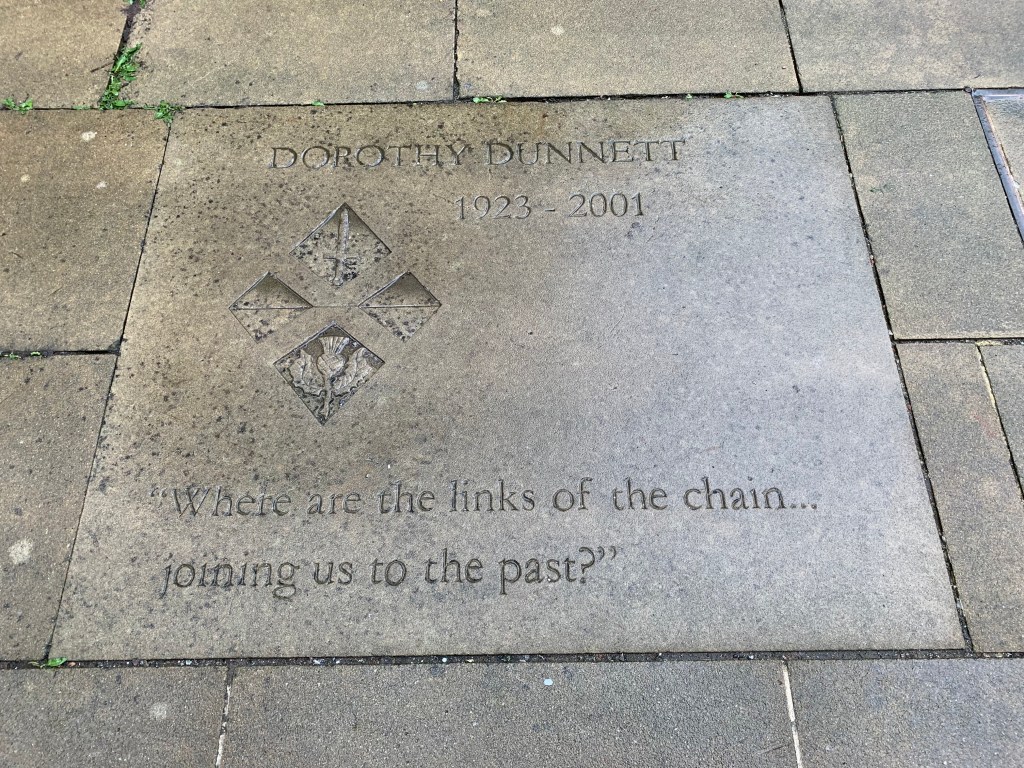 DOROTHY DUNNETT
1923 - 2001
“Where are the links of the chain...
joining us to the past?”